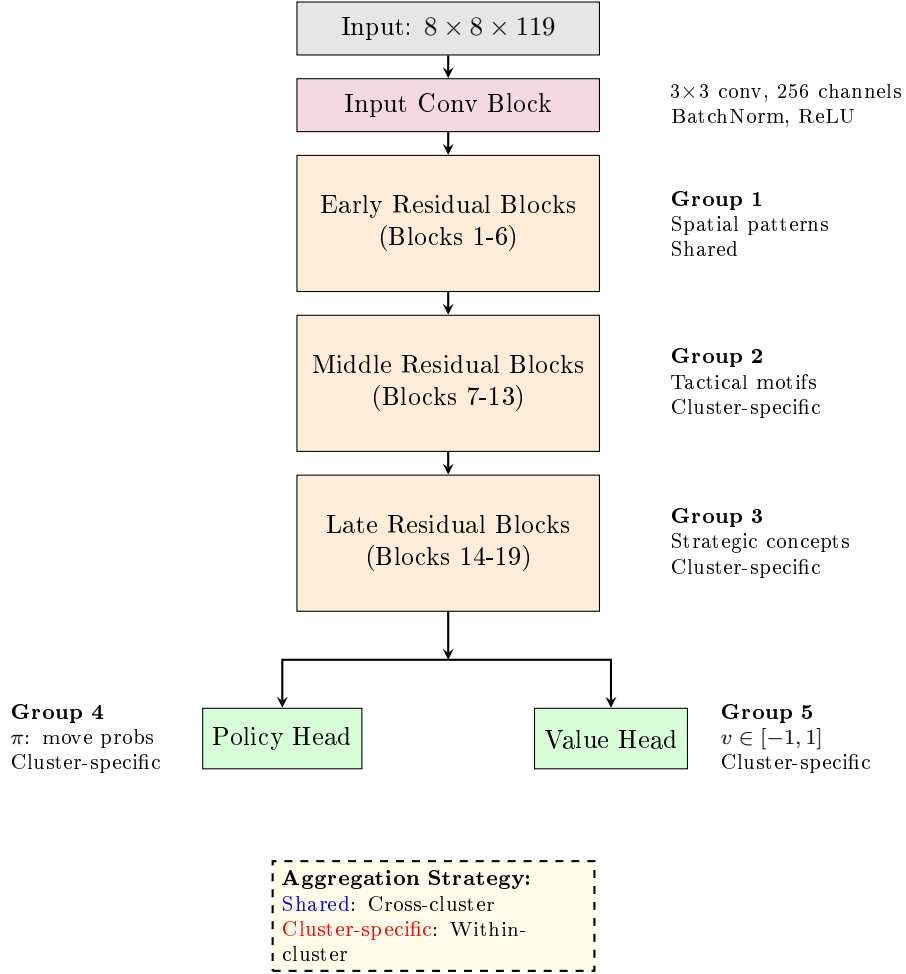 Input: 8 × 8 × 119
Input Conv Block
3×3 conv, 256 channels
BatchNorm, ReLU
Early Residual Blocks
(Blocks 1-6)
Group 1
Spatial patterns
Shared
Middle Residual Blocks
(Blocks 7-13)
Group 2
Tactical motifs
Cluster-specific
Late Residual Blocks
(Blocks 14-19)
Group 3
Strategic concepts
Cluster-specific
Group 4
π: move probs
Cluster-specific
Policy Head
Value Head
Group 5
v ∈ [−1, 1]
Cluster-specific
Aggregation Strategy:
Shared: Cross-cluster
Cluster-specific: Within-
cluster